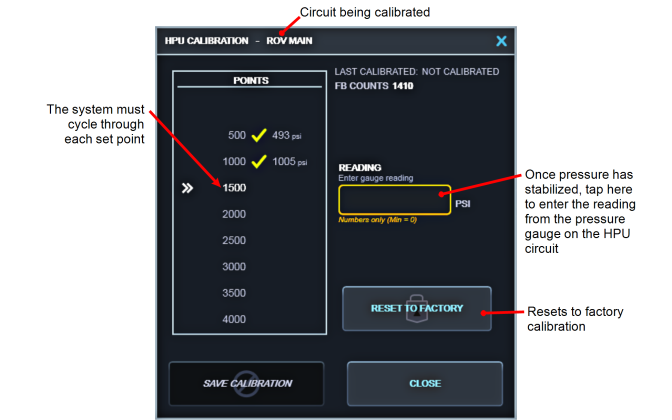 Circuit being calibrated
HPU CALIBRATION - ROV MAIN
X
POINTS
LAST CALIBRATED: NOT CALIBRATED
FB COUNTS 1410
The system must
cycle through
each set point
500 ✓ 493 psi
1000 ✓ 1005 psi
» 1500
2000
2500
3000
3500
4000
READING
Enter gauge reading
PSI
Numbers only (Min = 0)
Once pressure has
stabilized, tap here
to enter the reading
from the pressure
gauge on the HPU
circuit
RESET TO FACTORY
Resets to factory
calibration
SAVE CALIBRATION
CLOSE